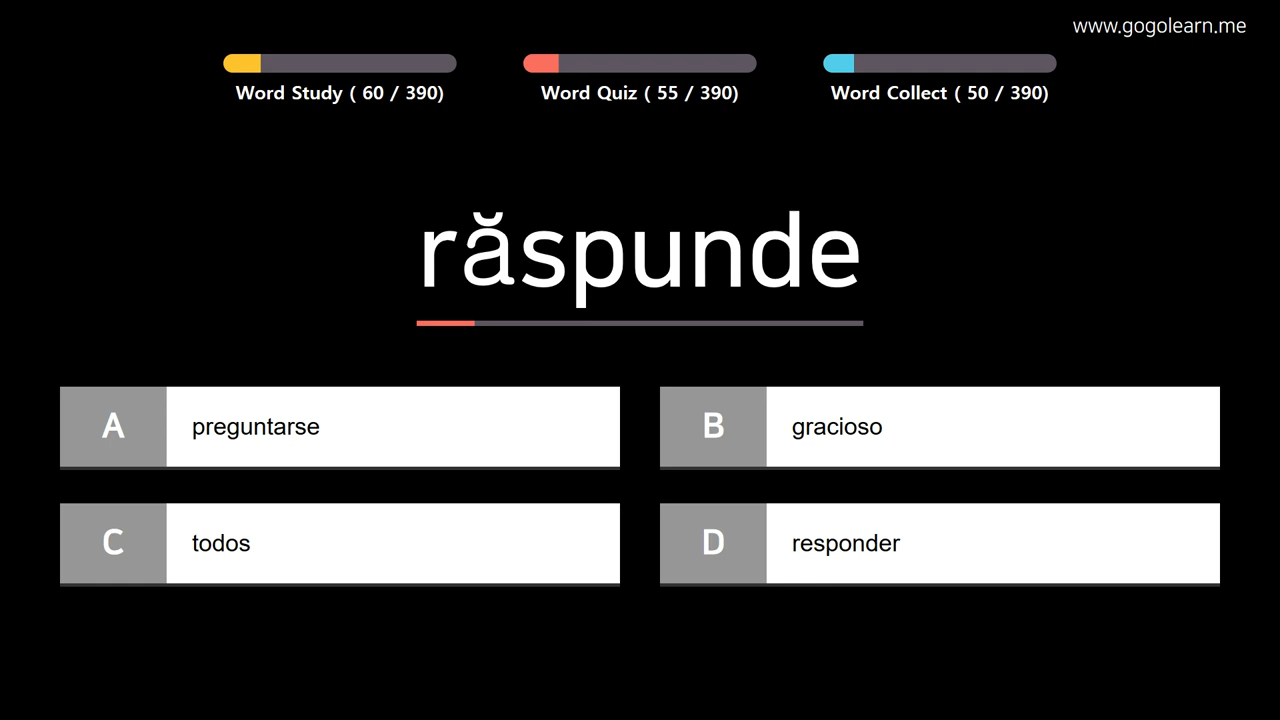 www.gogolearn.me
Word Study ( 60 / 390)
Word Quiz ( 55 / 390)
Word Collect ( 50 / 390)
răspunde
A preguntarse
B gracioso
C todos
D responder